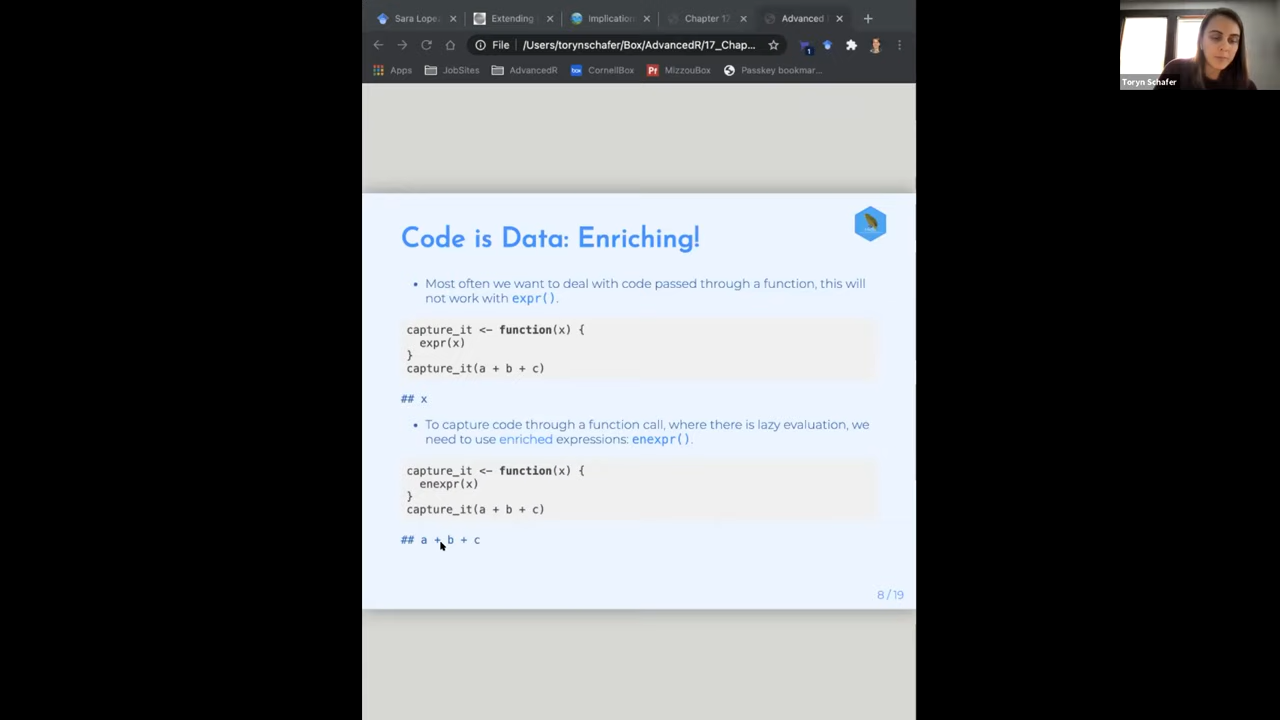 Sara Lope
Extending
Implication
Chapter 17
Advanced
File
/Users/torynschafer/Box/AdvancedR/17_Chap...
1
Apps
JobSites
AdvancedR
box
CornellBox
Pr
MizzouBox
Passkey bookmar...
Toryn Schafer
Code is Data: Enriching!
• Most often we want to deal with code passed through a function, this will
not work with expr().
capture_it <- function(x) {
expr(x)
}
capture_it(a + b + c)
## x
• To capture code through a function call, where there is lazy evaluation, we
need to use enriched expressions: enexpr().
capture_it <- function(x) {
enexpr(x)
}
capture_it(a + b + c)
## a + b + c
8 / 19